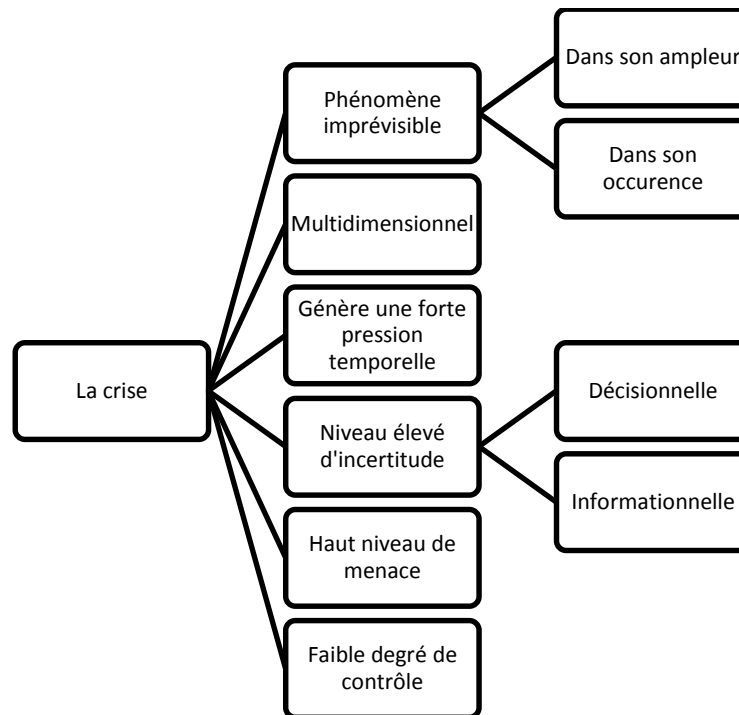 Dans son ampleur
Phénomène
imprévisible
Dans son
occurence
Multidimensionnel
Génère une forte
pression
temporelle
La crise
Décisionnelle
Niveau élevé
d'incertitude
Informationnelle
Haut niveau de
menace
Faible degré de
contrôle